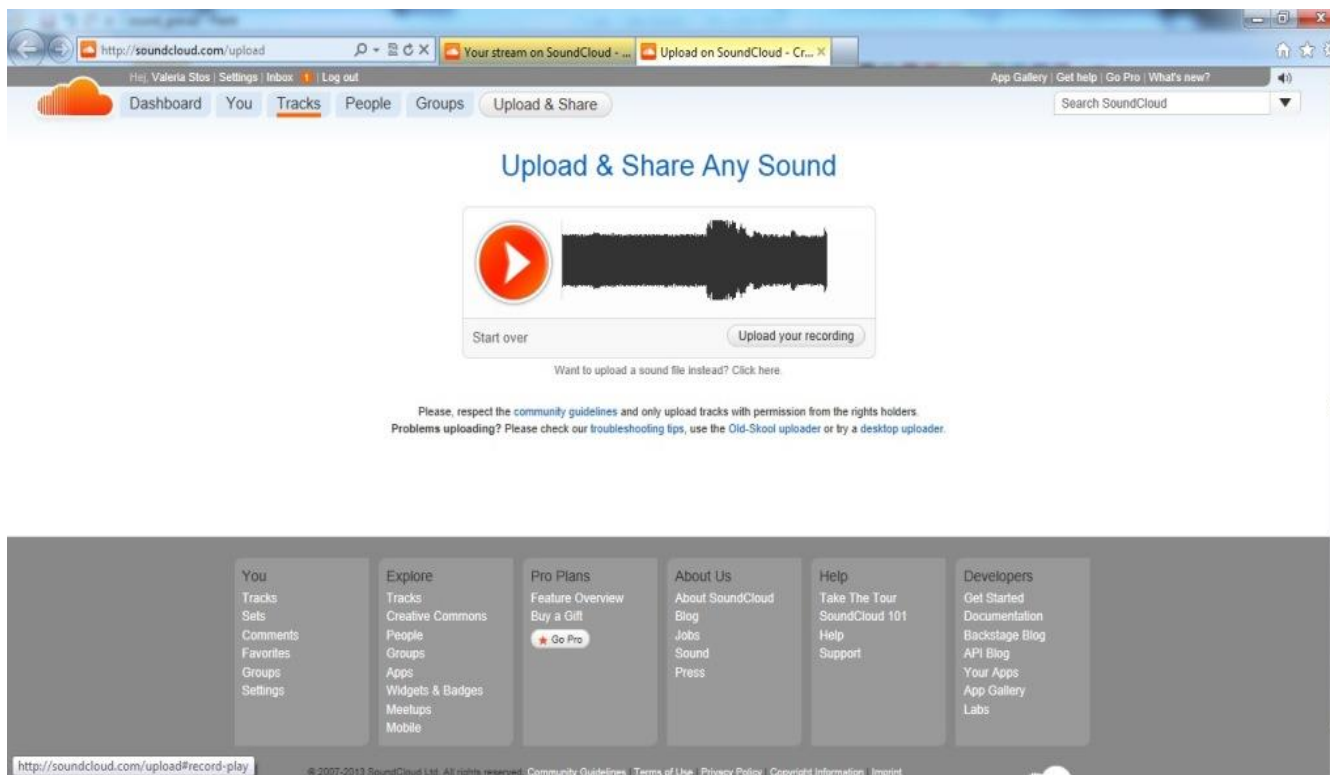 http://soundcloud.com/upload
Your stream on SoundCloud - ...
Upload on SoundCloud - Cr...
Hej, Valeria Stos | Settings | Inbox 1 | Log out
App Gallery | Get help | Go Pro | What's new?
Dashboard You Tracks People Groups Upload & Share
Search SoundCloud
Upload & Share Any Sound
Start over
Upload your recording
Want to upload a sound file instead? Click here.
Please, respect the community guidelines and only upload tracks with permission from the rights holders.
Problems uploading? Please check our troubleshooting tips, use the Old-Skool uploader or try a desktop uploader.
You
Tracks
Sets
Comments
Favorites
Groups
Settings
Explore
Tracks
Creative Commons
People
Groups
Apps
Widgets & Badges
Meetups
Mobile
Pro Plans
Feature Overview
Buy a Gift
Go Pro
About Us
About SoundCloud
Blog
Jobs
Sound
Press
Help
Take The Tour
SoundCloud 101
Help
Support
Developers
Get Started
Documentation
Backstage Blog
API Blog
Your Apps
App Gallery
Labs
http://soundcloud.com/upload#record-play
© 2007-2013 SoundCloud Ltd. All rights reserved. Community Guidelines | Terms of Use | Privacy Policy | Copyright Information | Imprint